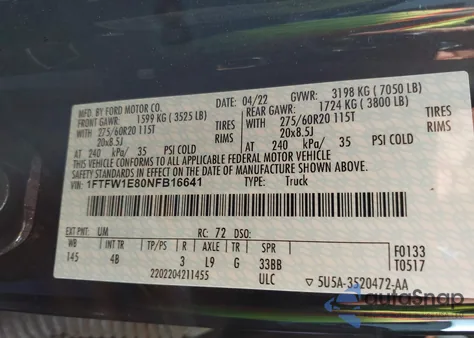 MFD. BY FORD MOTOR CO.
DATE: 04/22 GVWR: 3198 KG ( 7050 LB)
FRONT GAWR: 1599 KG ( 3525 LB) REAR GAWR: 1724 KG ( 3800 LB)
WITH 275/60R20 115T TIRES WITH 275/60R20 115T TIRES
20x8.5J 20x8.5J
AT 240 kPa/ 35 PSI COLD AT 240 kPa/ 35 PSI COLD
THIS VEHICLE CONFORMS TO ALL APPLICABLE FEDERAL MOTOR VEHICLE
SAFETY STANDARDS IN EFFECT ON THE DATE OF MANUFACTURE SHOWN ABOVE.
VIN: 1FTFW1E80NFB16641 TYPE: Truck
EXT PNT: UM RC: 72 DSO:
WB INT TR TP/PS R AXLE TR SPR F0133
145 4B 3 L9 G 33BB T0517
2202204211455 ULC 5U5A-3520472-AA
autoSnap